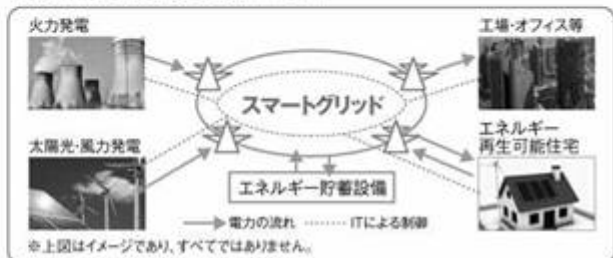 火力発電
工場・オフィス等
スマートグリッド
太陽光・風力発電
エネルギー
再生可能住宅
エネルギー貯蓄設備
電力の流れ
ITによる制御
※上図はイメージであり、すべてではありません。